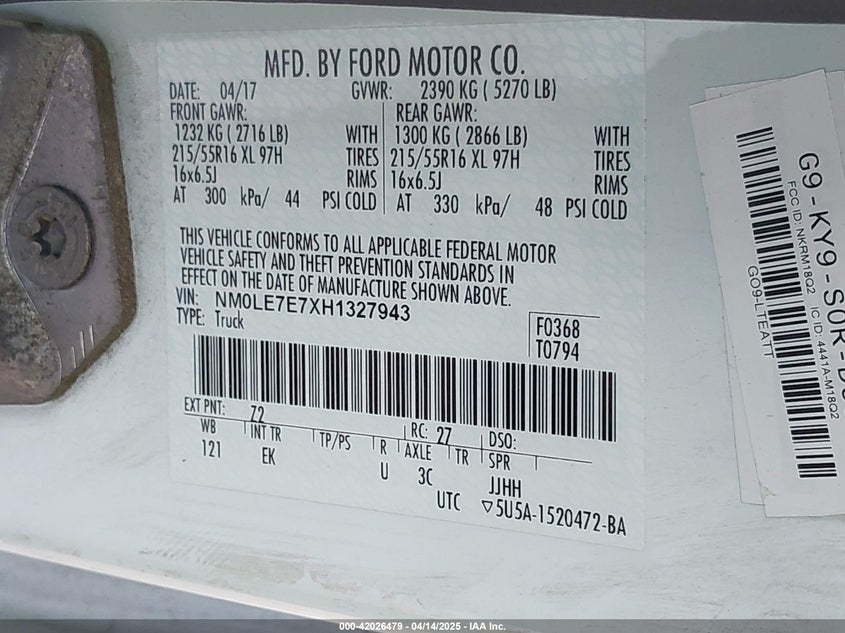 MFD. BY FORD MOTOR CO.
DATE: 04/17 GVWR: 2390 KG ( 5270 LB)
FRONT GAWR: REAR GAWR:
1232 KG ( 2716 LB) WITH 1300 KG ( 2866 LB) WITH
215/55R16 XL 97H TIRES 215/55R16 XL 97H TIRES
16x6.5J RIMS 16x6.5J RIMS
AT 300 kPa/ 44 PSI COLD AT 330 kPa/ 48 PSI COLD
THIS VEHICLE CONFORMS TO ALL APPLICABLE FEDERAL MOTOR
VEHICLE SAFETY AND THEFT PREVENTION STANDARDS IN
EFFECT ON THE DATE OF MANUFACTURE SHOWN ABOVE.
VIN: NM0LE7E7XH1327943
TYPE: Truck
F0368
T0794
EXT PNT: Z2 RC: 27 DSO:
WB INT TR TP/PS R AXLE TR SPR
121 EK U 3C JJHH
UTC ▽5U5A-1520472-BA
G9-KY9-S0R-
FCC ID: NKRM18Q2 IC ID: 4441A-M18Q2
GO9-LTEATT
000-42026479 - 04/14/2025 - IAA Inc.